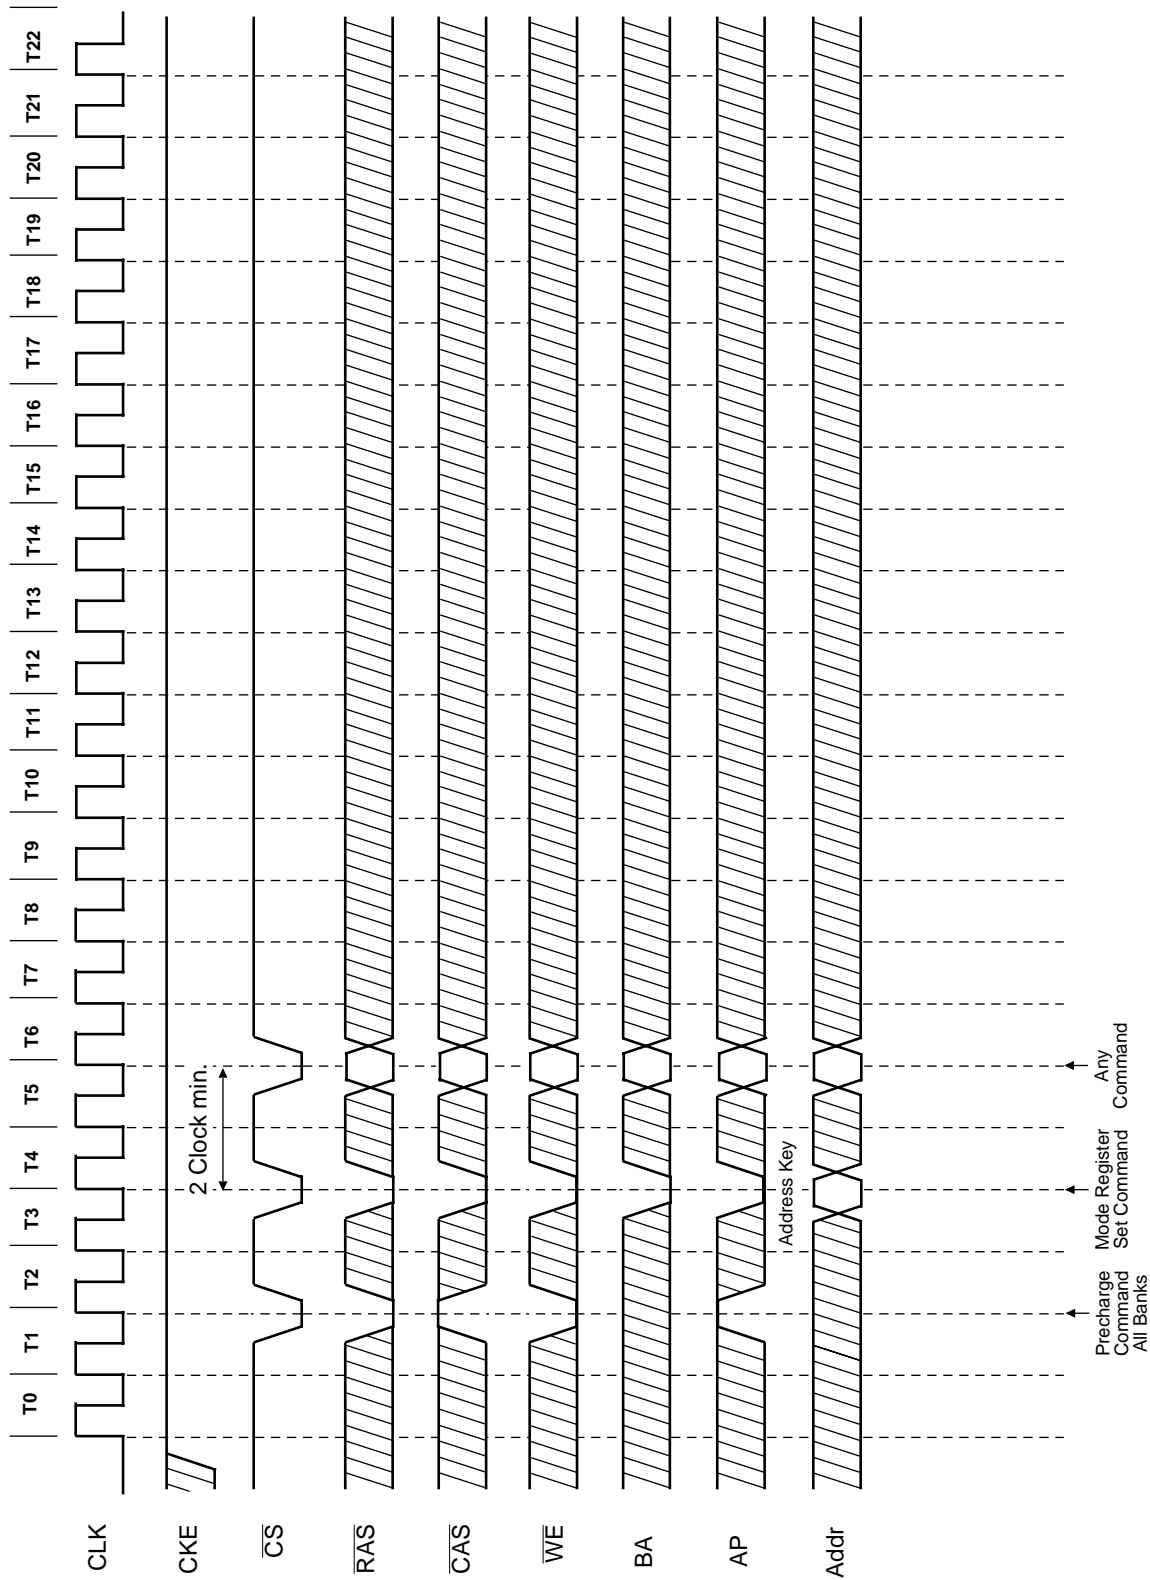 T0 T1 T2 T3 T4 T5 T6 T7 T8 T9 T10 T11 T12 T13 T14 T15 T16 T17 T18 T19 T20 T21 T22
CLK
CKE
2 Clock min.
CS
RAS
CAS
WE
BA
AP
Address Key
Addr
Precharge
Command
All Banks
Mode Register
Set Command
Any
Command